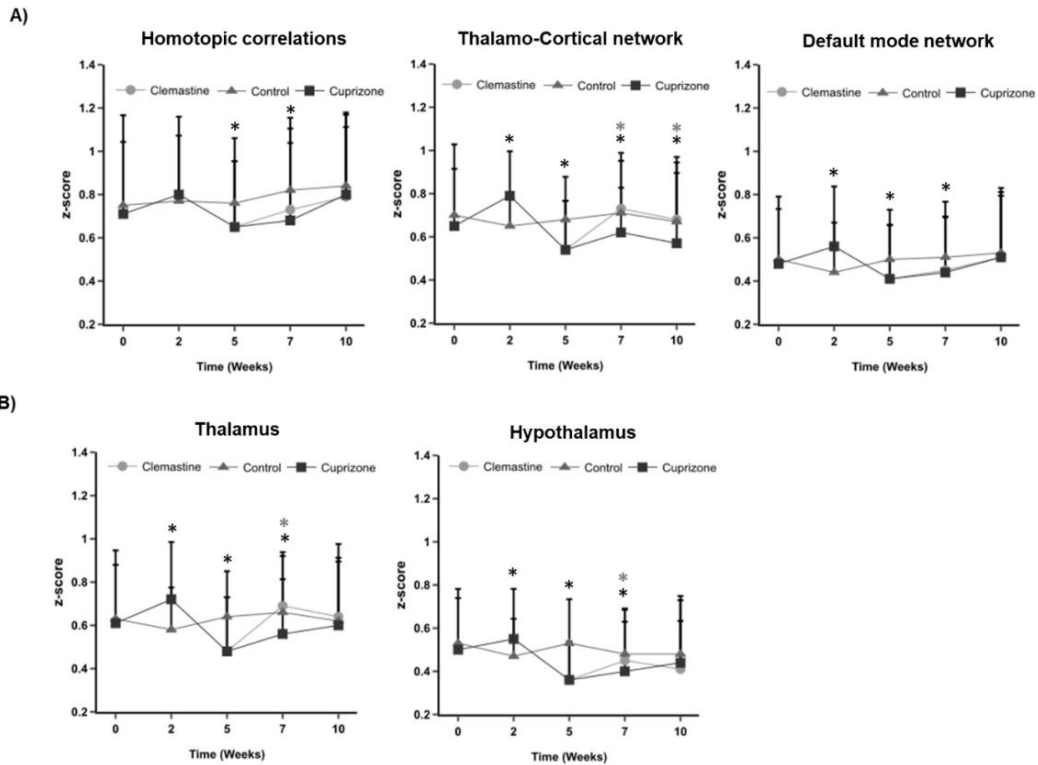 A)
Homotopic correlations
Clemastine Control Cuprizone
* *
1.4
1.2
1
0.8
0.6
0.4
0.2
z-score
0 2 5 7 10
Time (Weeks)
Thalamo-Cortical network
Clemastine Control Cuprizone
* *
* * * *
1.4
1.2
1
0.8
0.6
0.4
0.2
z-score
0 2 5 7 10
Time (Weeks)
Default mode network
Clemastine Control Cuprizone
* * *
1.4
1.2
1
0.8
0.6
0.4
0.2
z-score
0 2 5 7 10
Time (Weeks)
B)
Thalamus
Clemastine Control Cuprizone
*
* * *
1.4
1.2
1
0.8
0.6
0.4
0.2
z-score
0 2 5 7 10
Time (Weeks)
Hypothalamus
Clemastine Control Cuprizone
*
* * *
1.4
1.2
1
0.8
0.6
0.4
0.2
z-score
0 2 5 7 10
Time (Weeks)